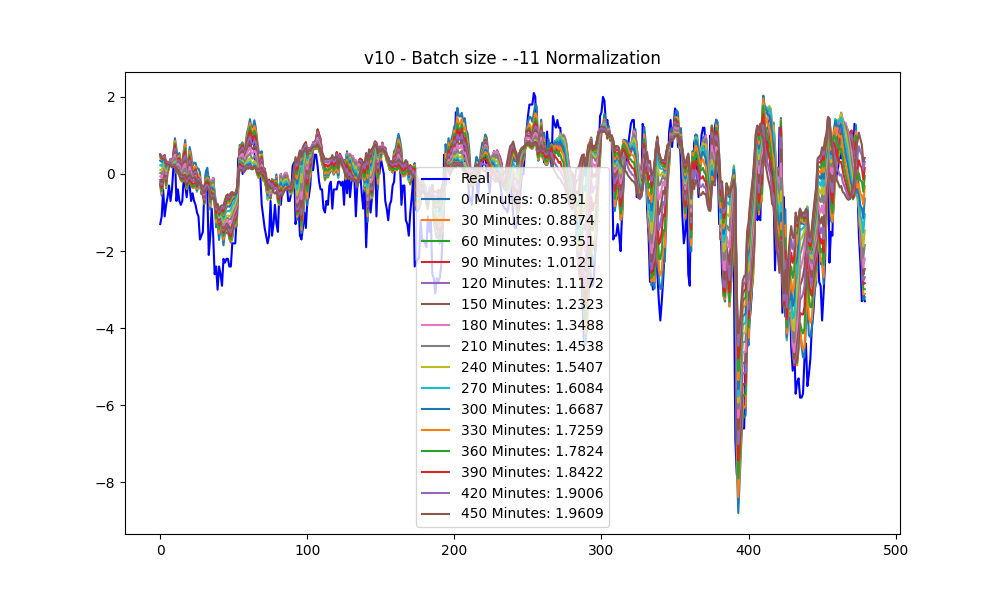 v10 - Batch size - -11 Normalization
2
0
−2
−4
−6
−8
0
100
200
300
400
500
Real
0 Minutes: 0.8591
30 Minutes: 0.8874
60 Minutes: 0.9351
90 Minutes: 1.0121
120 Minutes: 1.1172
150 Minutes: 1.2323
180 Minutes: 1.3488
210 Minutes: 1.4538
240 Minutes: 1.5407
270 Minutes: 1.6084
300 Minutes: 1.6687
330 Minutes: 1.7259
360 Minutes: 1.7824
390 Minutes: 1.8422
420 Minutes: 1.9006
450 Minutes: 1.9609